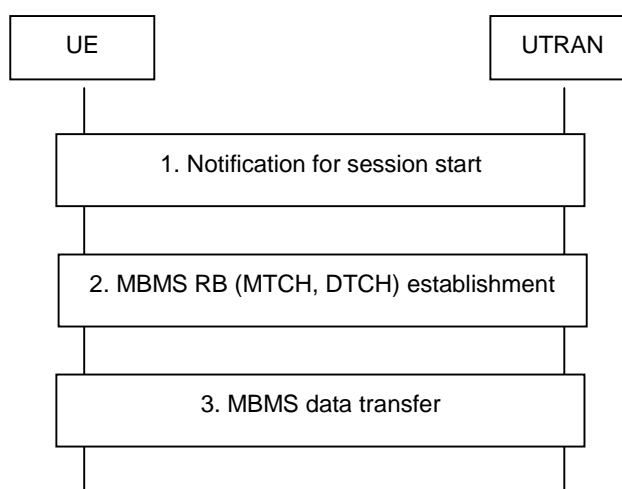 UE
UTRAN
1. Notification for session start
2. MBMS RB (MTCH, DTCH) establishment
3. MBMS data transfer